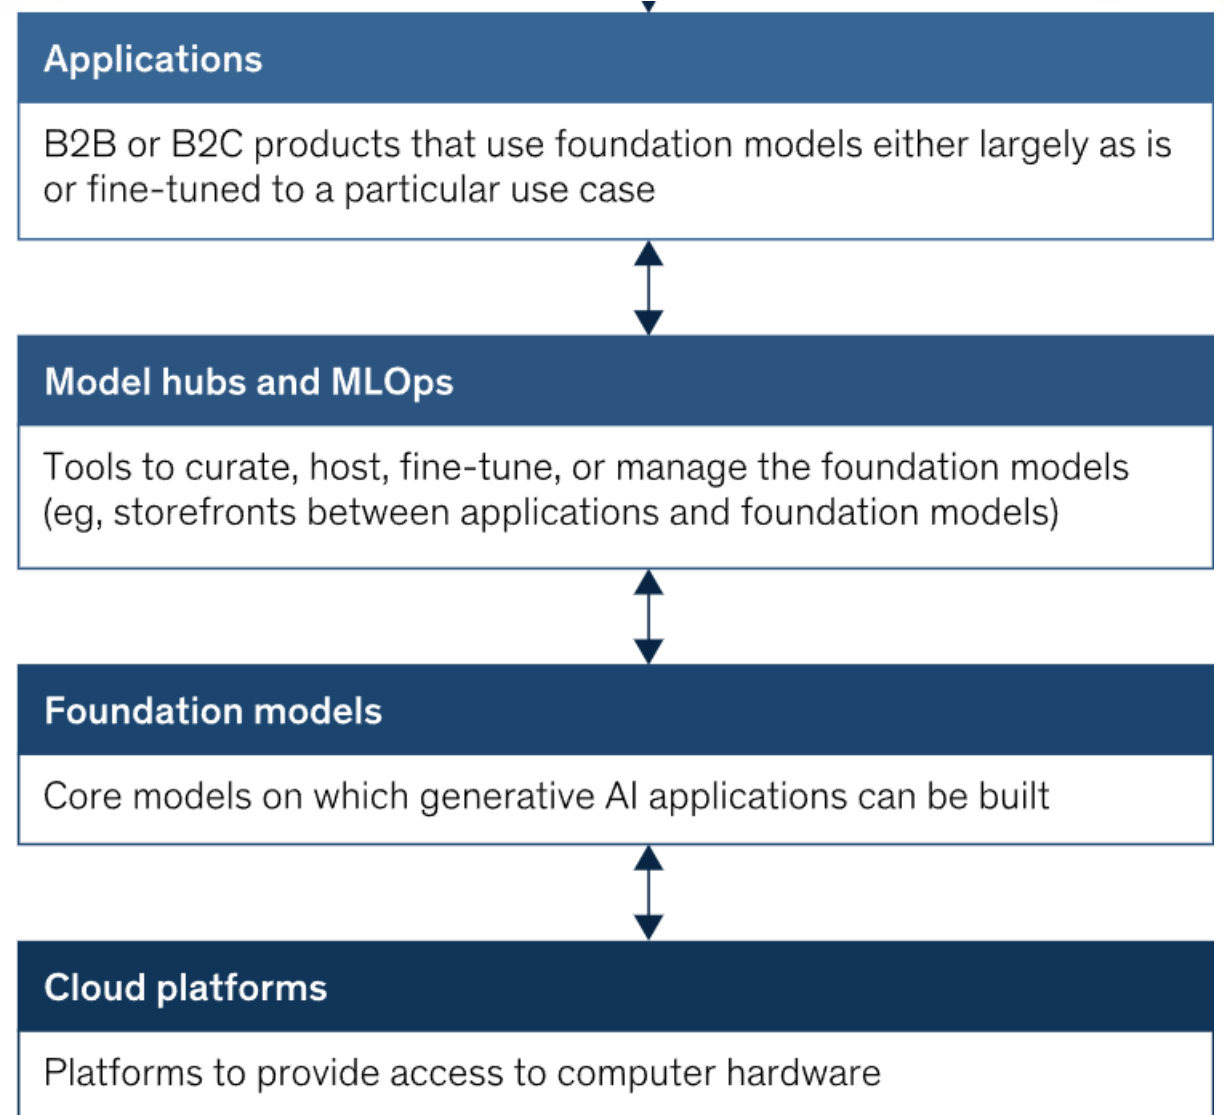 Applications
B2B or B2C products that use foundation models either largely as is
or fine-tuned to a particular use case
Model hubs and MLOps
Tools to curate, host, fine-tune, or manage the foundation models
(eg, storefronts between applications and foundation models)
Foundation models
Core models on which generative AI applications can be built
Cloud platforms
Platforms to provide access to computer hardware